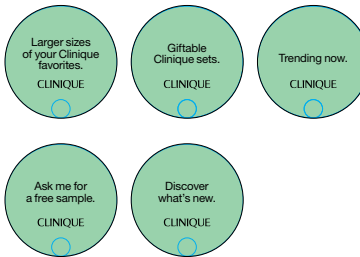 Larger sizes
of your Clinique
favorites.
CLINIQUE
Giftable
Clinique sets.
CLINIQUE
Trending now.
CLINIQUE
Ask me for
a free sample.
CLINIQUE
Discover
what's new.
CLINIQUE